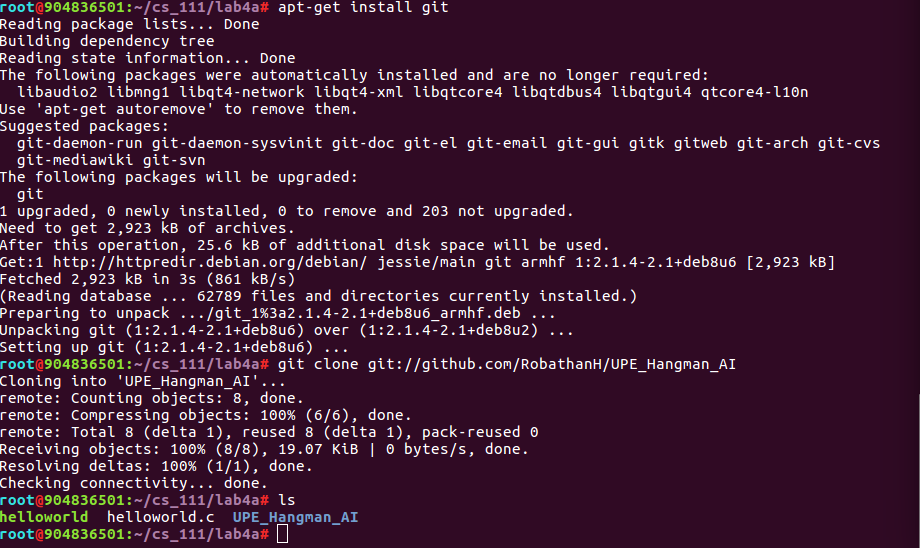 root@904836501:~/cs_111/lab4a# apt-get install git
Reading package lists... Done
Building dependency tree
Reading state information... Done
The following packages were automatically installed and are no longer required:
  libaudio2 libmng1 libqt4-network libqt4-xml libqtcore4 libqtdbus4 libqtgui4 qtcore4-l10n
Use 'apt-get autoremove' to remove them.
Suggested packages:
  git-daemon-run git-daemon-sysvinit git-doc git-el git-email git-gui gitk gitweb git-arch git-cvs
  git-mediawiki git-svn
The following packages will be upgraded:
  git
1 upgraded, 0 newly installed, 0 to remove and 203 not upgraded.
Need to get 2,923 kB of archives.
After this operation, 25.6 kB of additional disk space will be used.
Get:1 http://httpredir.debian.org/debian/ jessie/main git armhf 1:2.1.4-2.1+deb8u6 [2,923 kB]
Fetched 2,923 kB in 3s (861 kB/s)
(Reading database ... 62789 files and directories currently installed.)
Preparing to unpack .../git_1%3a2.1.4-2.1+deb8u6_armhf.deb ...
Unpacking git (1:2.1.4-2.1+deb8u6) over (1:2.1.4-2.1+deb8u2) ...
Setting up git (1:2.1.4-2.1+deb8u6) ...
root@904836501:~/cs_111/lab4a# git clone git://github.com/RobathanH/UPE_Hangman_AI
Cloning into 'UPE_Hangman_AI'...
remote: Counting objects: 8, done.
remote: Compressing objects: 100% (6/6), done.
remote: Total 8 (delta 1), reused 8 (delta 1), pack-reused 0
Receiving objects: 100% (8/8), 19.07 KiB | 0 bytes/s, done.
Resolving deltas: 100% (1/1), done.
Checking connectivity... done.
root@904836501:~/cs_111/lab4a# ls
helloworld  helloworld.c  UPE_Hangman_AI
root@904836501:~/cs_111/lab4a#